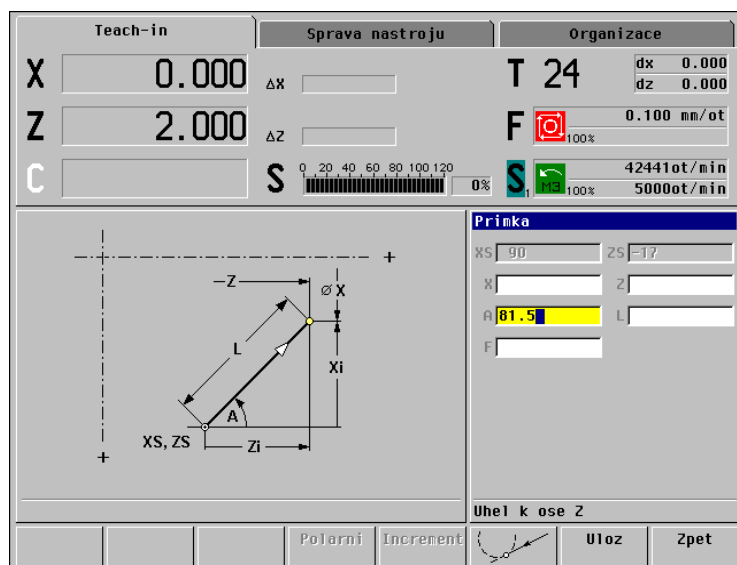 Teach-in Sprava nastroju Organizace
X 0.000 ΔX T 24 dx 0.000
dz 0.000
Z 2.000 ΔZ F 100% 0.100 mm/ot
C S 0 20 40 60 80 100 120 0% S1 M3 100% 42441ot/min
5000ot/min
Primka
XS 90 ZS -1?
X Z
A 81.5 L
F
+
-Z
ø X
L
Xi
A
XS, ZS Zi
+
Uhel k ose Z
Polarni Increment Uloz Zpet